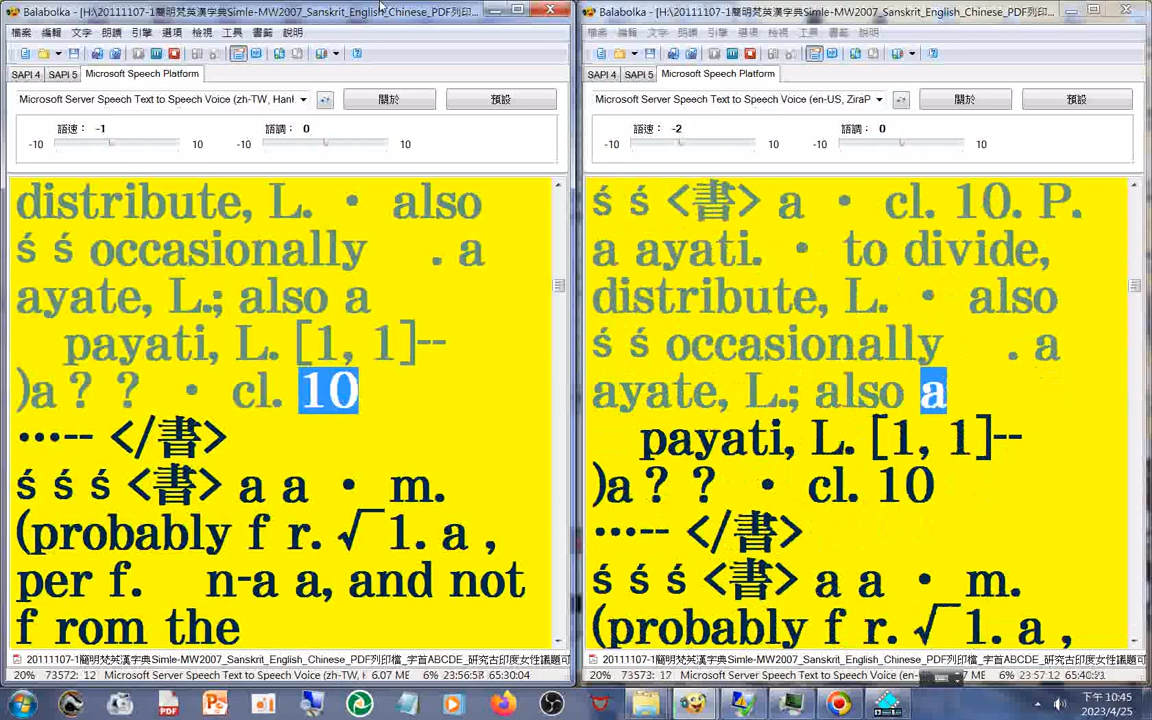 Balabolka - [H:\20111107-1簡明梵英漢字典Simle-MW2007_Sanskrit_English_Chinese_PDF列印...
檔案 編輯 文字 朗讀 引擎 選項 檢視 工具 書籤 說明
SAPI 4 SAPI 5 Microsoft Speech Platform
Microsoft Server Speech Text to Speech Voice (zh-TW, HanH 關於 預設
語速： -1 語調： 0
-10 10 -10 10
distribute, L. • also
ś ś occasionally . a
ayate, L.; also a
payati, L. [1, 1]--
)a ? ? • cl. 10
…-- </書>
ś ś ś <書> a a • m.
(probably f r. √ 1. a ,
per f. n-a a, and not
f rom the
20111107-1簡明梵英漢字典Simle-MW2007_Sanskrit_English_Chinese_PDF列印檔_字首ABCDE_研究古印度女性議題可
20% 73572: 12 Microsoft Server Speech Text to Speech Voice (zh-TW, H 6.07 MB 6% 23:56:58 65:30:04
Balabolka - [H:\20111107-1簡明梵英漢字典Simle-MW2007_Sanskrit_English_Chinese_PDF列印...
檔案 編輯 文字 朗讀 引擎 選項 檢視 工具 書籤 說明
SAPI 4 SAPI 5 Microsoft Speech Platform
Microsoft Server Speech Text to Speech Voice (en-US, ZiraP 關於 預設
語速： -2 語調： 0
-10 10 -10 10
ś ś <書> a • cl. 10. P.
a ayati. • to divide,
distribute, L. • also
ś ś occasionally . a
ayate, L.; also a
payati, L. [1, 1]--
)a ? ? • cl. 10
…-- </書>
ś ś ś <書> a a • m.
(probably f r. √ 1. a ,
20111107-1簡明梵英漢字典Simle-MW2007_Sanskrit_English_Chinese_PDF列印檔_字首ABCDE_研究古印度女性議題可
20% 73573: 12 Microsoft Server Speech Text to Speech Voice (en-US, 6% 23:57:12
下午 10:45
2023/4/25